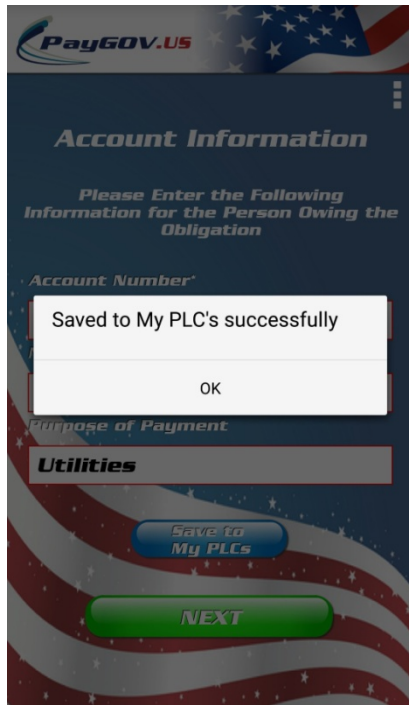 PayGOV.US
Account Information
Please Enter the Following
Information for the Person Owing the
Obligation
Account Number*
Saved to My PLC's successfully
OK
Purpose of Payment
Utilities
Save to
My PLCs
NEXT